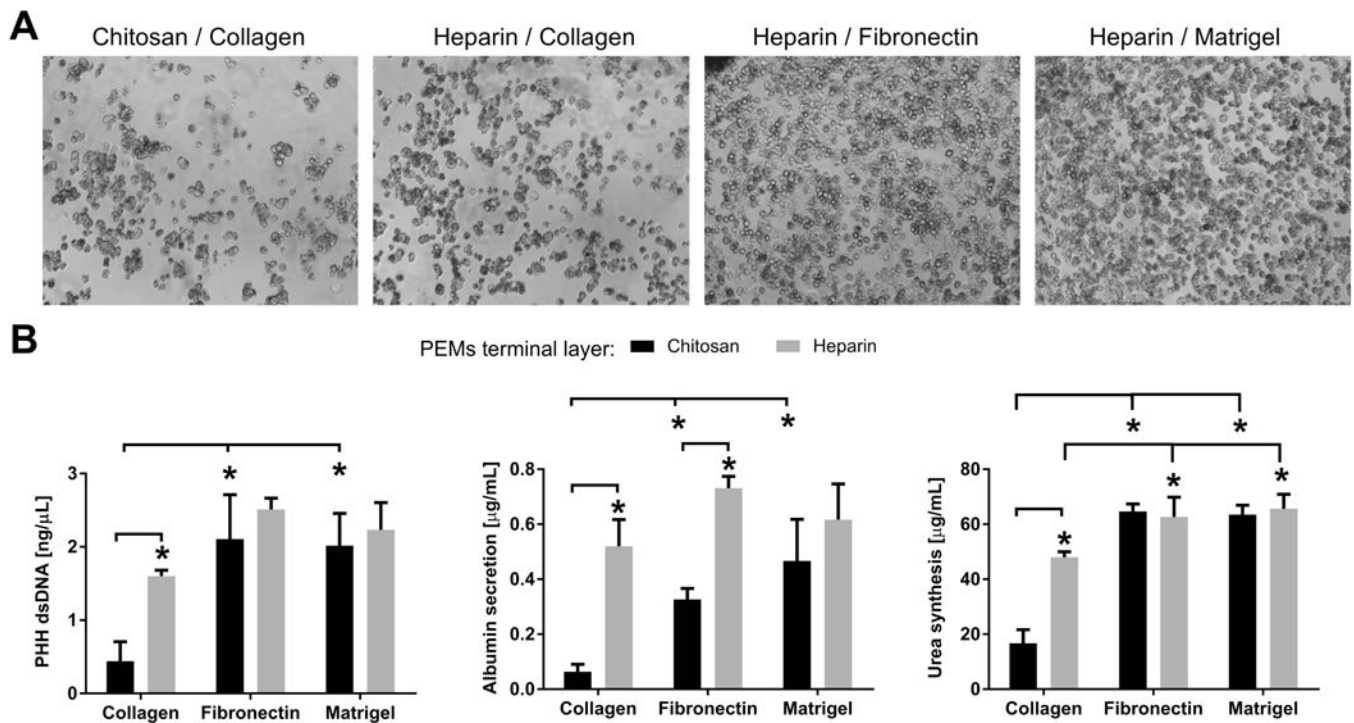 A
Chitosan / Collagen
Heparin / Collagen
Heparin / Fibronectin
Heparin / Matrigel
B
PEMs terminal layer: Chitosan Heparin
PHH dsDNA [ng/μL]
3
2
1
0
* * *
Collagen Fibronectin Matrigel
Albumin secretion [μg/mL]
0.8
0.6
0.4
0.2
0.0
* * * *
Collagen Fibronectin Matrigel
Urea synthesis [μg/mL]
80
60
40
20
0
* * * * *
Collagen Fibronectin Matrigel